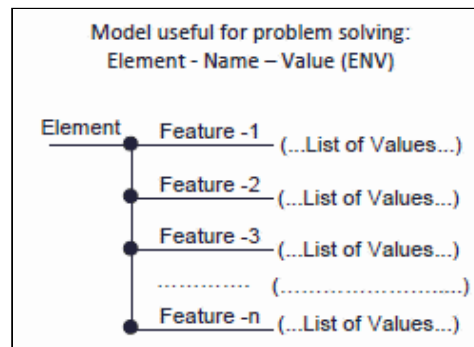 Model useful for problem solving:
Element - Name – Value (ENV)
Element
Feature -1 (...List of Values...)
Feature -2 (...List of Values...)
Feature -3 (...List of Values...)
…………. (…………………......)
Feature -n (...List of Values...)